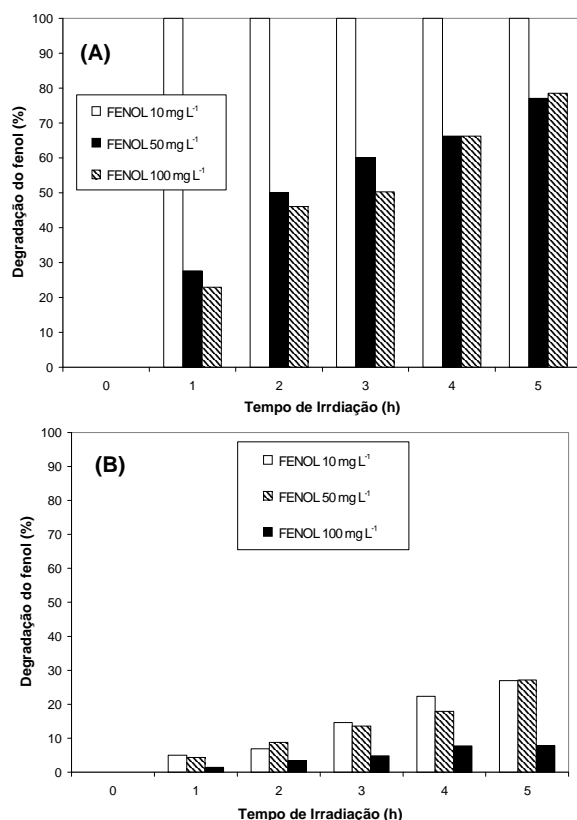 100
90
80
70
60
50
40
30
20
10
0
Degradação do fenol (%)
(A)
FENOL 10 mg L⁻¹
FENOL 50 mg L⁻¹
FENOL 100 mg L⁻¹
0 1 2 3 4 5
Tempo de Irrdiação (h)
100
90
80
70
60
50
40
30
20
10
0
Degradação do fenol (%)
(B)
FENOL 10 mg L⁻¹
FENOL 50 mg L⁻¹
FENOL 100 mg L⁻¹
0 1 2 3 4 5
Tempo de Irradiação (h)